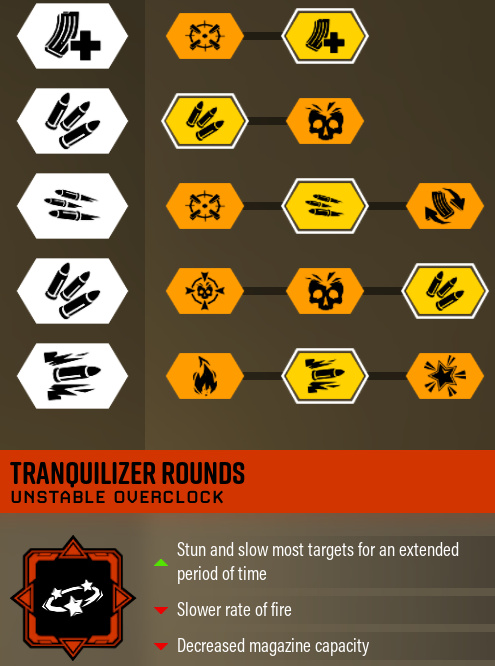 TRANQUILIZER ROUNDS
UNSTABLE OVERCLOCK
Stun and slow most targets for an extended
period of time
Slower rate of fire
Decreased magazine capacity